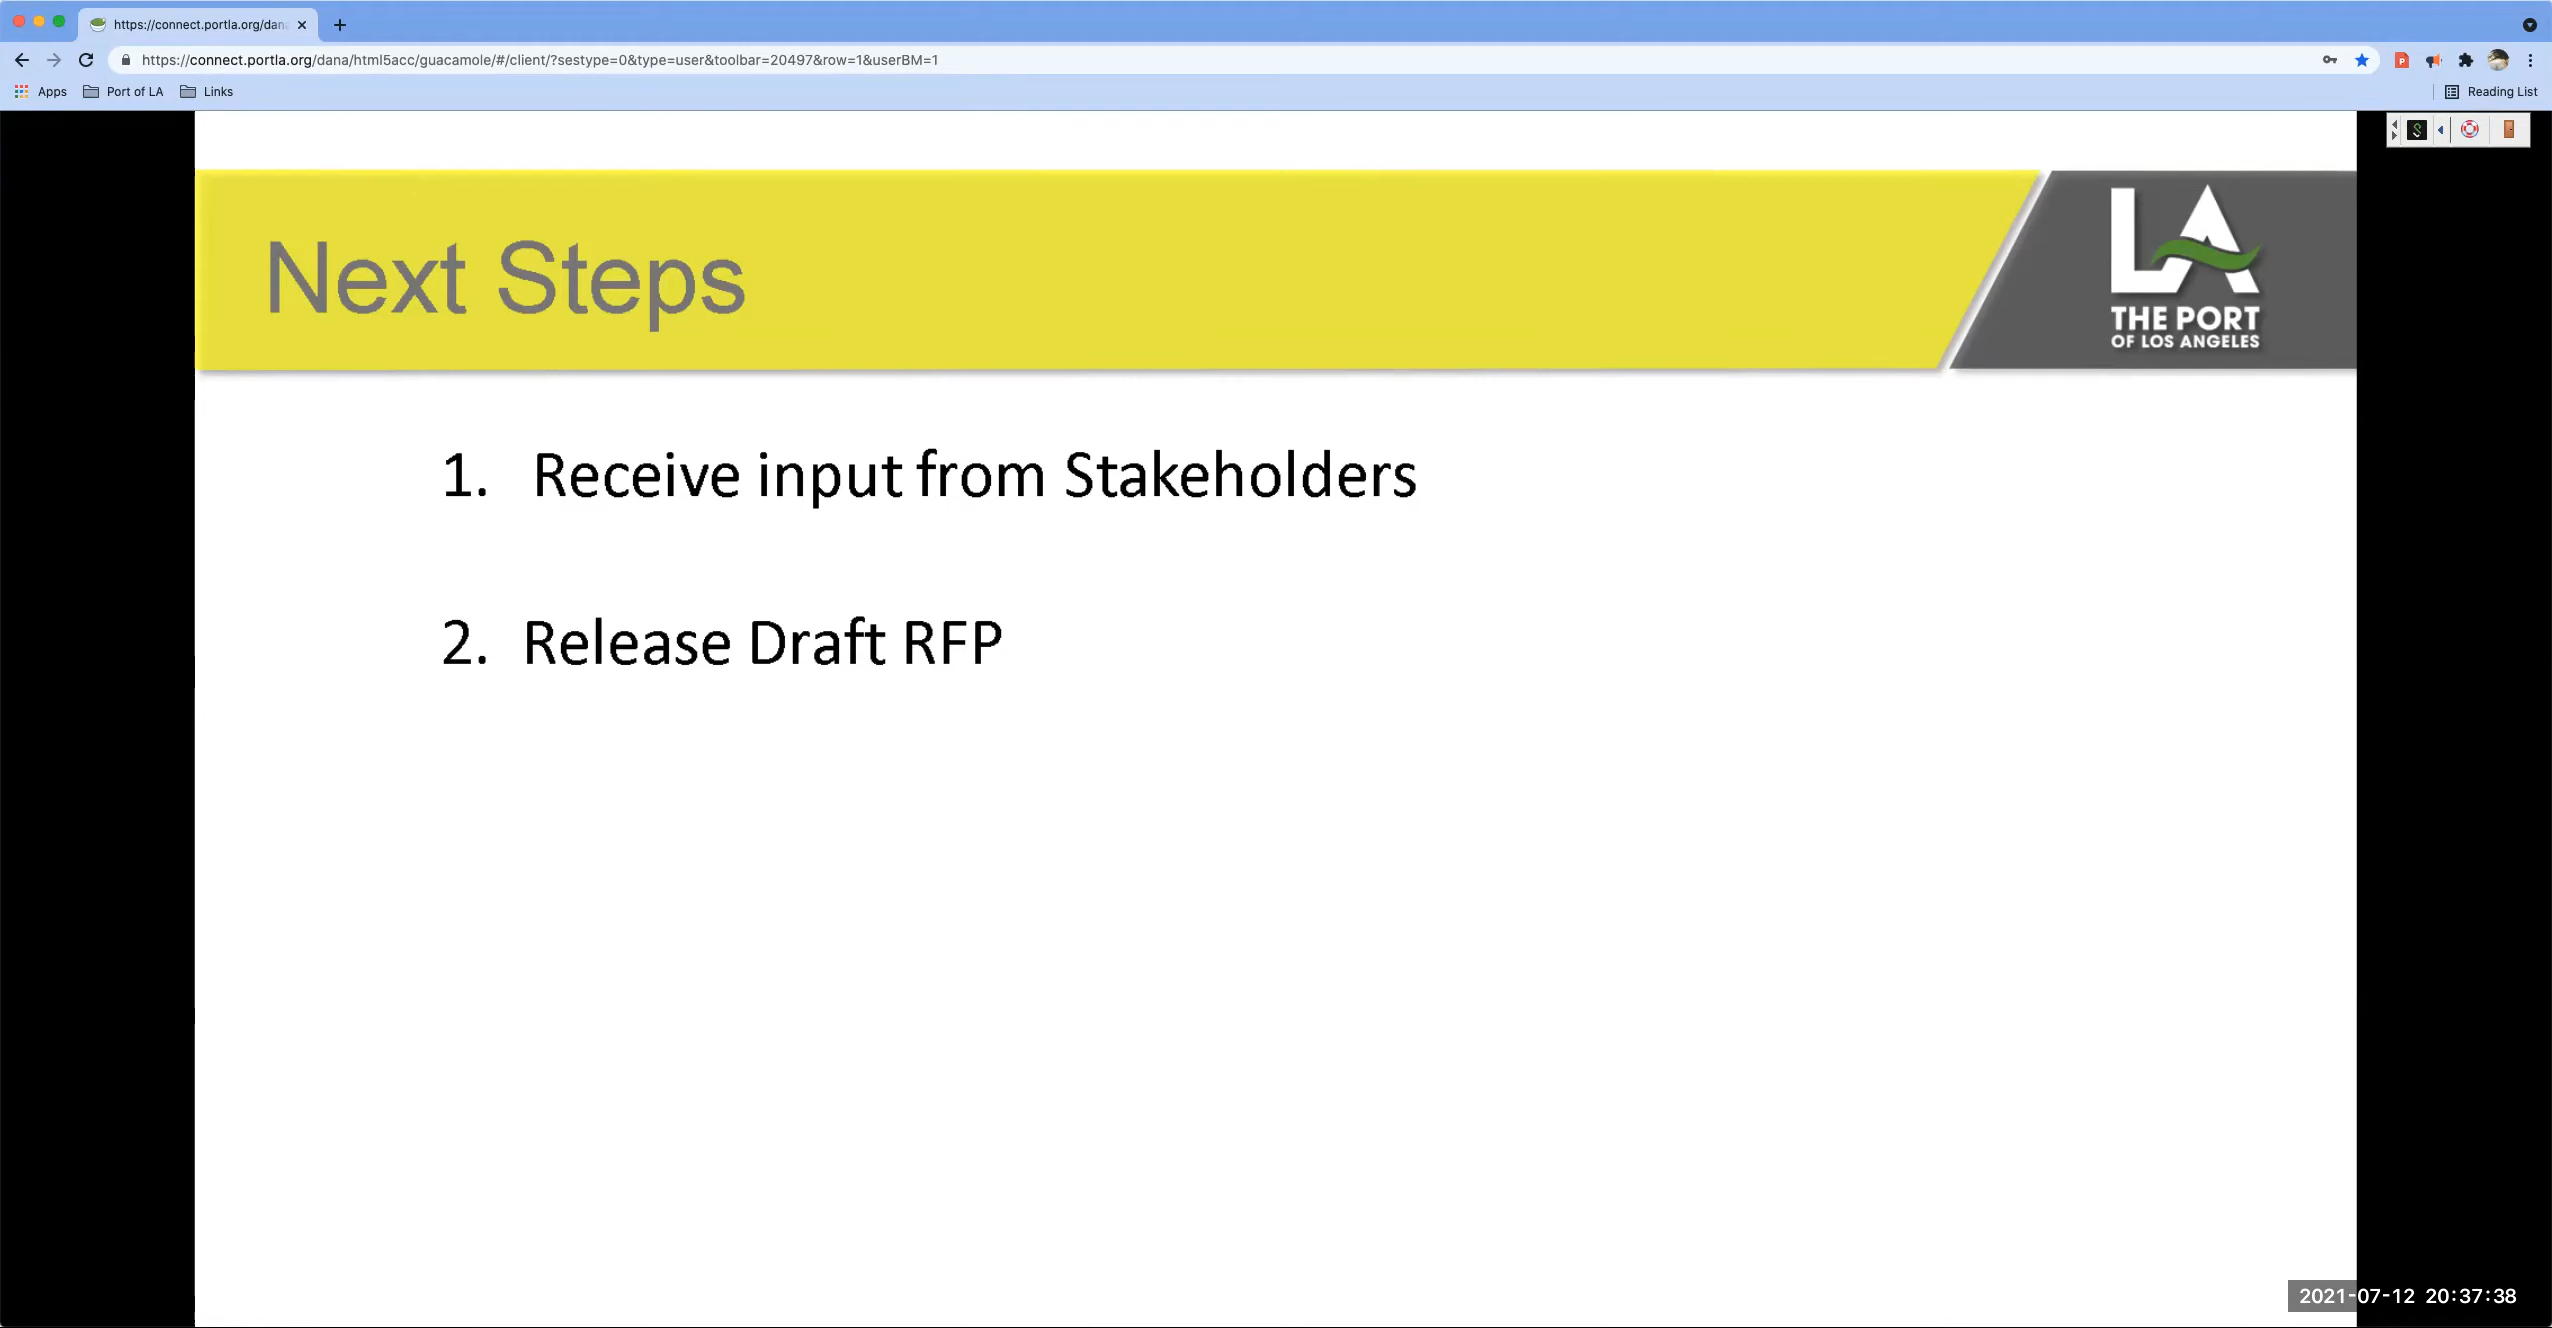 https://connect.portla.org/dan
https://connect.portla.org/dana/html5acc/guacamole/#/client/?sestype=0&type=user&toolbar=20497&row=1&userBM=1
Apps Port of LA Links Reading List
Next Steps
LA
THE PORT
OF LOS ANGELES
1. Receive input from Stakeholders
2. Release Draft RFP
2021-07-12 20:37:38